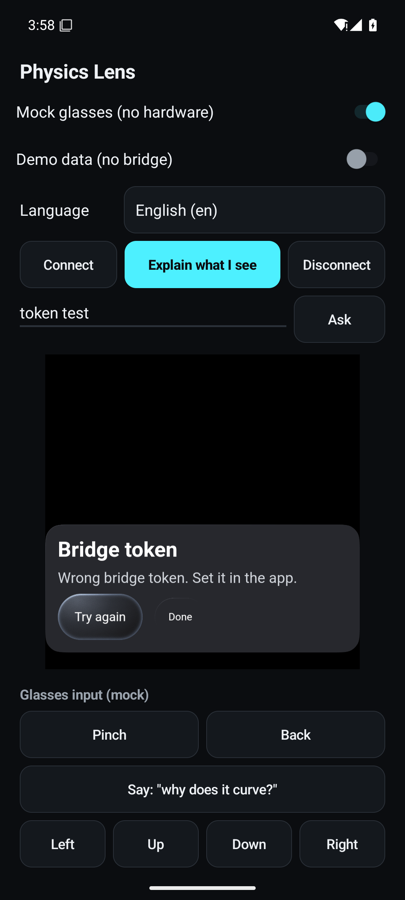 3:58
Physics Lens
Mock glasses (no hardware)
Demo data (no bridge)
Language
English (en)
Connect
Explain what I see
Disconnect
token test
Ask
Bridge token
Wrong bridge token. Set it in the app.
Try again
Done
Glasses input (mock)
Pinch
Back
Say: "why does it curve?"
Left
Up
Down
Right